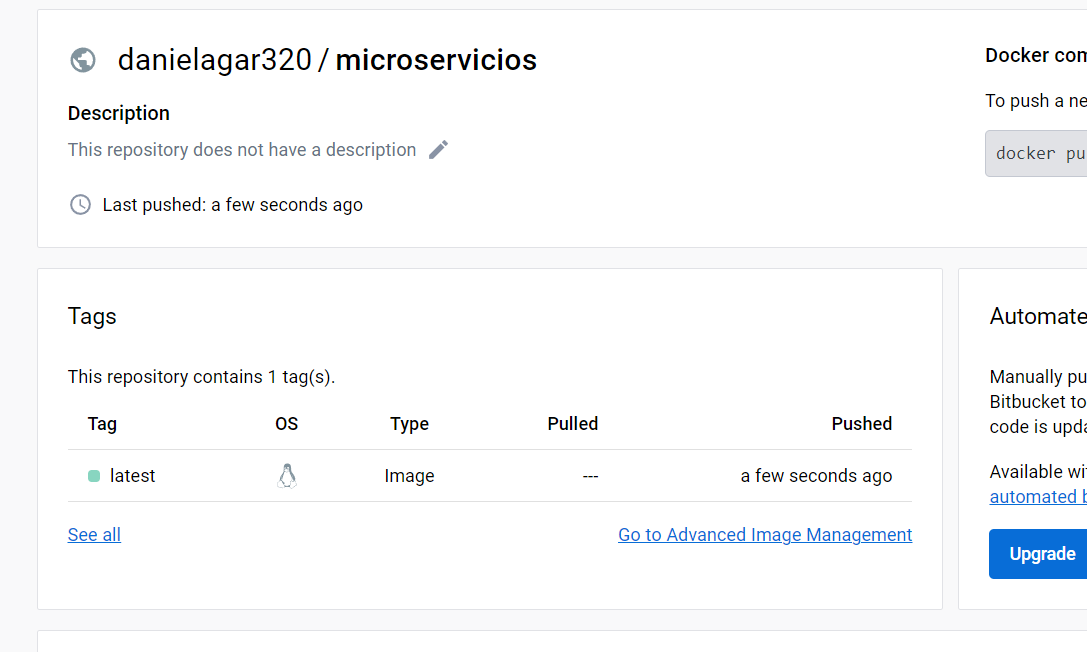 danielagar320 / microservicios
Description
This repository does not have a description
Last pushed: a few seconds ago
Docker com
To push a ne
docker pu
Tags
This repository contains 1 tag(s).
Tag OS Type Pulled Pushed
latest Image --- a few seconds ago
See all Go to Advanced Image Management
Automate
Manually pu
Bitbucket to
code is upda
Available wi
automated b
Upgrade